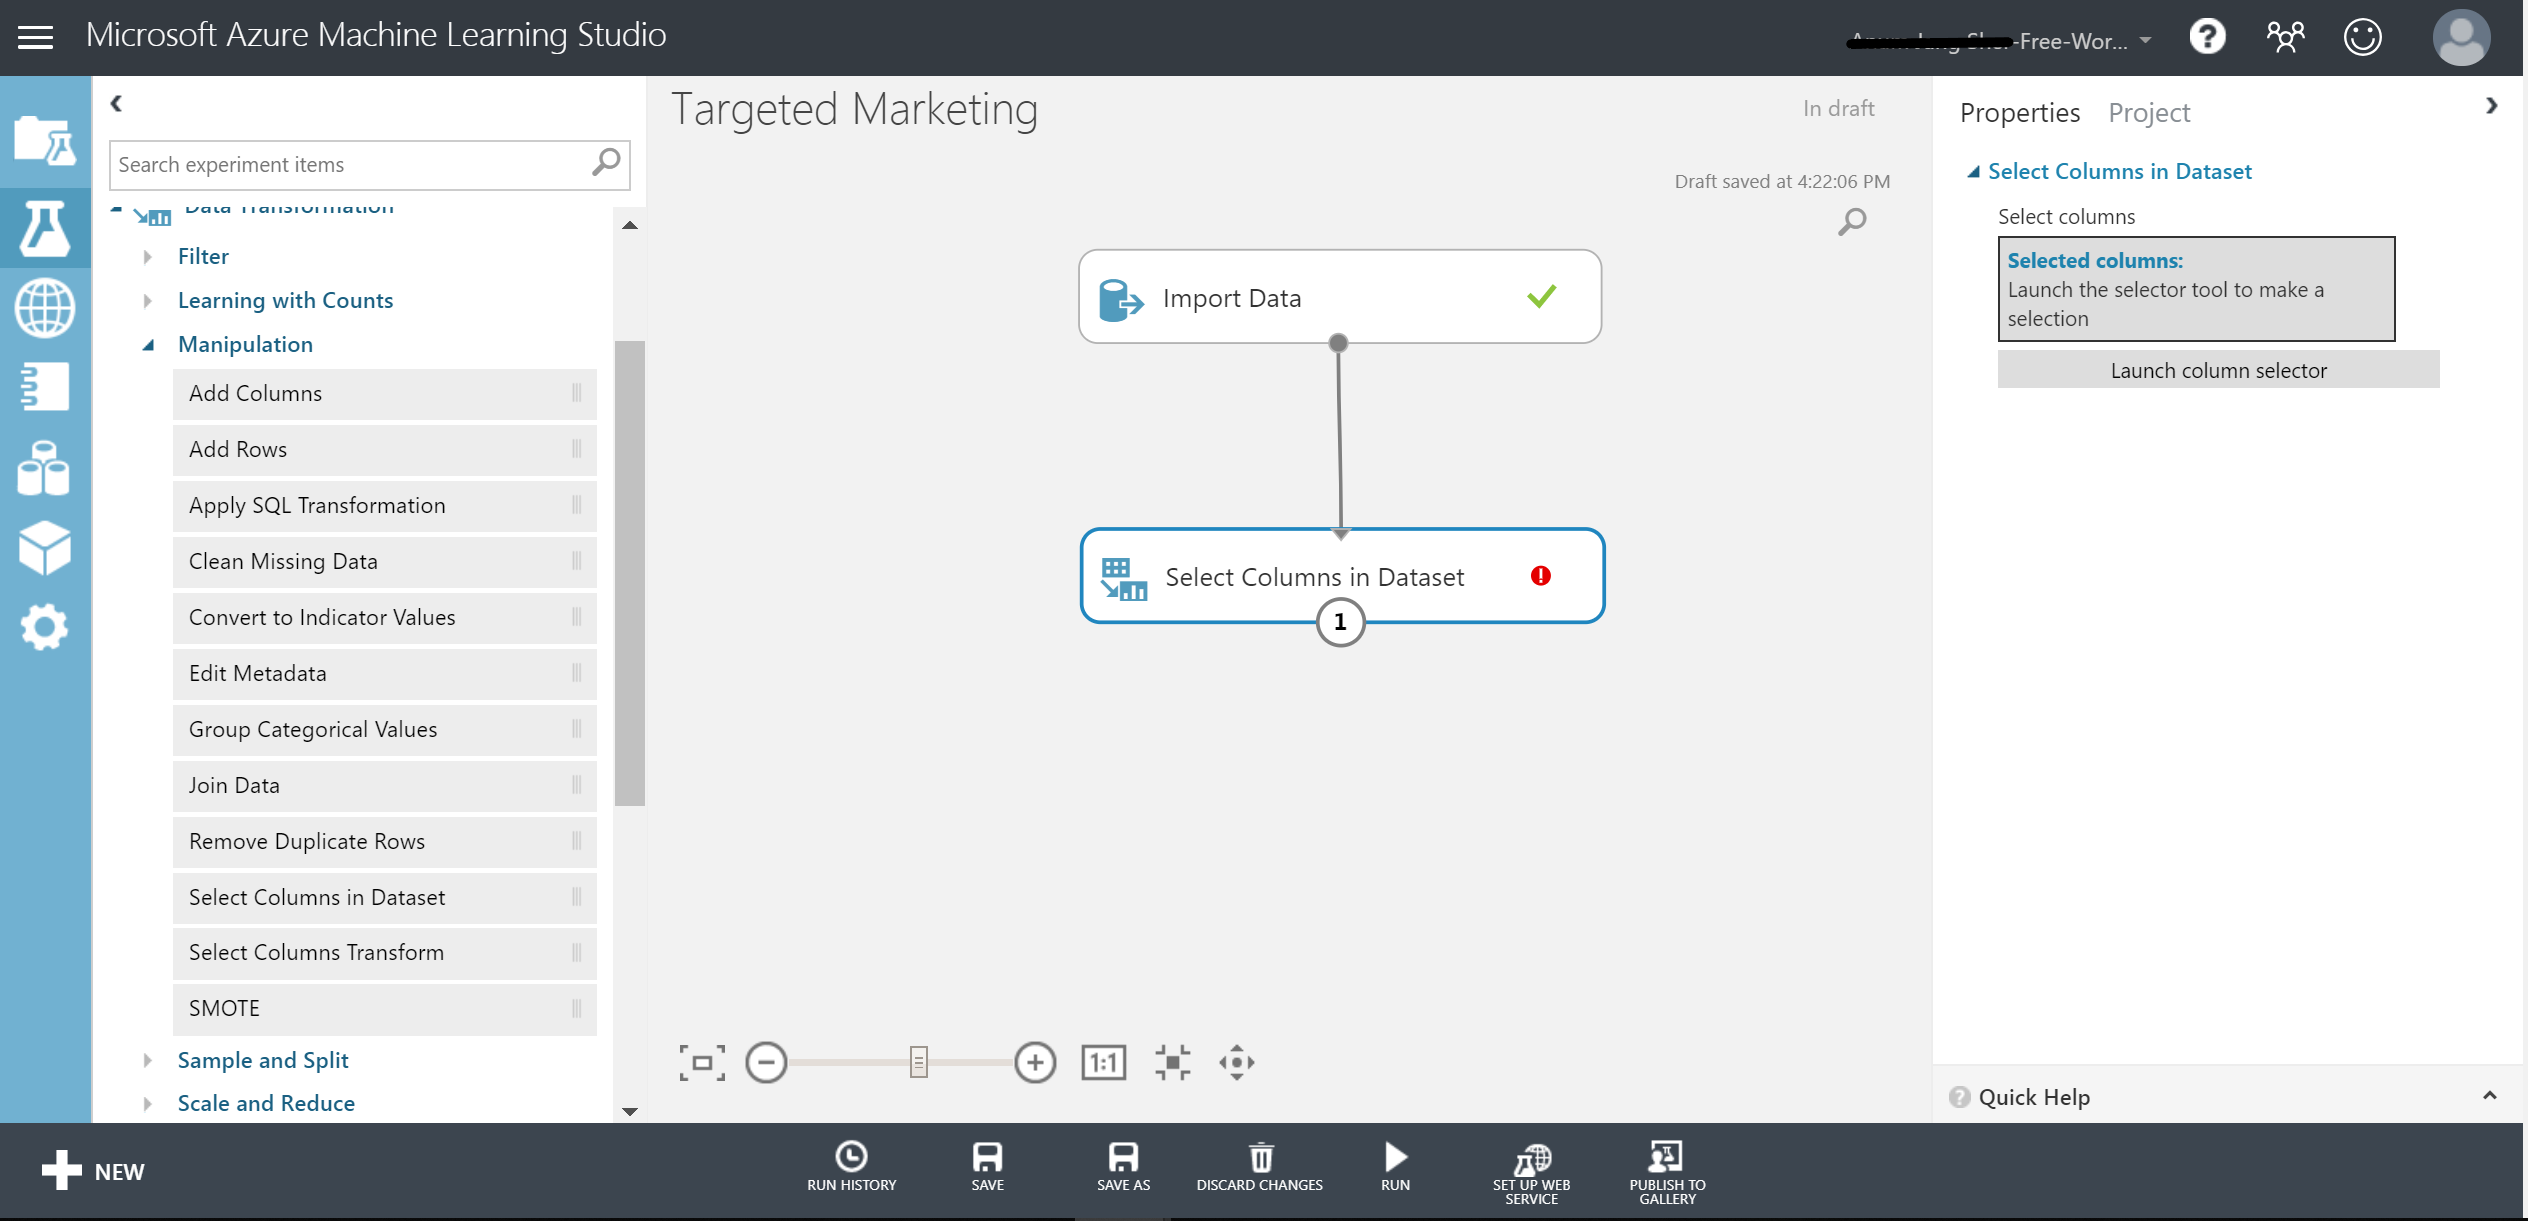 Microsoft Azure Machine Learning Studio
-Free-Wor...
Search experiment items
Data Transformation
Filter
Learning with Counts
Manipulation
Add Columns
Add Rows
Apply SQL Transformation
Clean Missing Data
Convert to Indicator Values
Edit Metadata
Group Categorical Values
Join Data
Remove Duplicate Rows
Select Columns in Dataset
Select Columns Transform
SMOTE
Sample and Split
Scale and Reduce
Targeted Marketing
In draft
Draft saved at 4:22:06 PM
Import Data
Select Columns in Dataset
1
1:1
Properties
Project
Select Columns in Dataset
Select columns
Selected columns:
Launch the selector tool to make a
selection
Launch column selector
Quick Help
NEW
RUN HISTORY
SAVE
SAVE AS
DISCARD CHANGES
RUN
SET UP WEB
SERVICE
PUBLISH TO
GALLERY